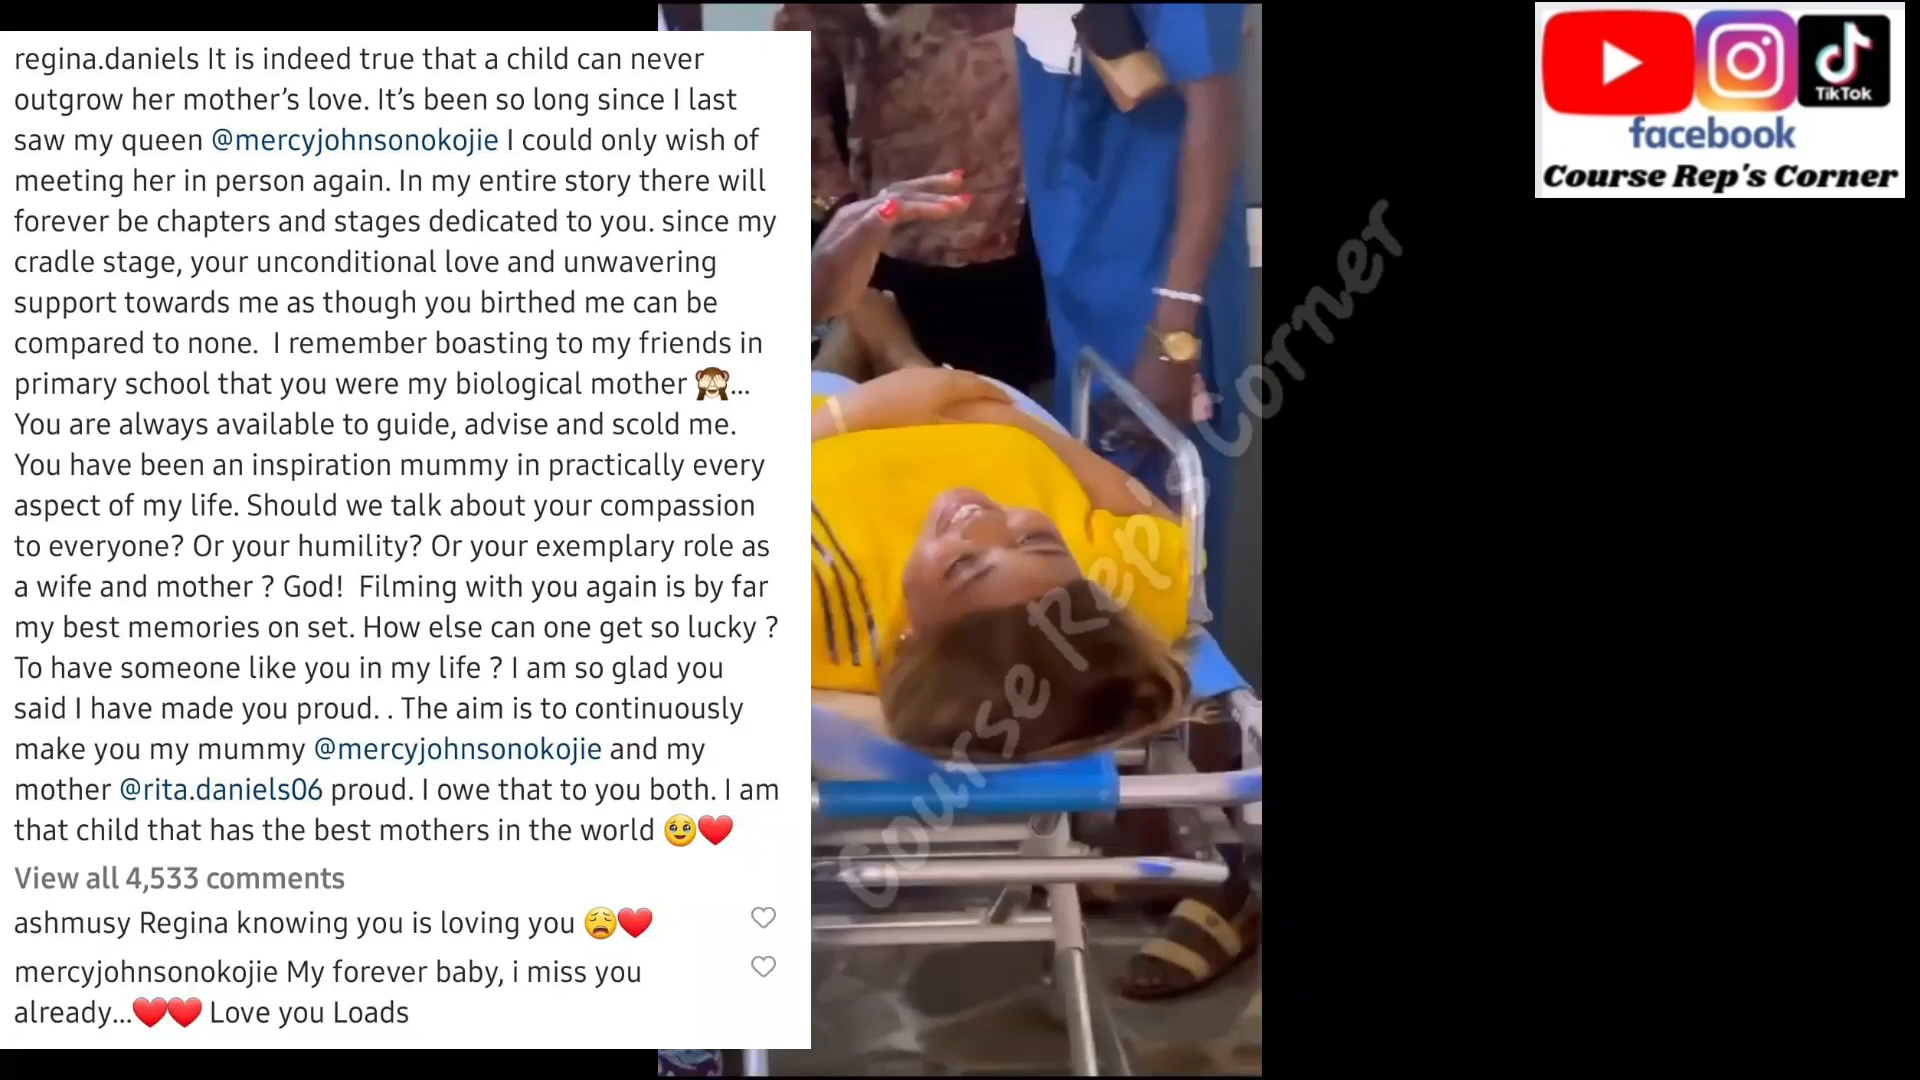 regina.daniels It is indeed true that a child can never
outgrow her mother’s love. It’s been so long since I last
saw my queen @mercyjohnsonokojie I could only wish of
meeting her in person again. In my entire story there will
forever be chapters and stages dedicated to you. since my
cradle stage, your unconditional love and unwavering
support towards me as though you birthed me can be
compared to none.  I remember boasting to my friends in
primary school that you were my biological mother 🙈...
You are always available to guide, advise and scold me.
You have been an inspiration mummy in practically every
aspect of my life. Should we talk about your compassion
to everyone? Or your humility? Or your exemplary role as
a wife and mother ? God!  Filming with you again is by far
my best memories on set. How else can one get so lucky ?
To have someone like you in my life ? I am so glad you
said I have made you proud. . The aim is to continuously
make you my mummy @mercyjohnsonokojie and my
mother @rita.daniels06 proud. I owe that to you both. I am
that child that has the best mothers in the world 🥹❤️
View all 4,533 comments
ashmusy Regina knowing you is loving you 😩❤️
mercyjohnsonokojie My forever baby, i miss you
already...❤️❤️ Love you Loads
TikTok
facebook
Course Rep's Corner
Course Rep's Corner